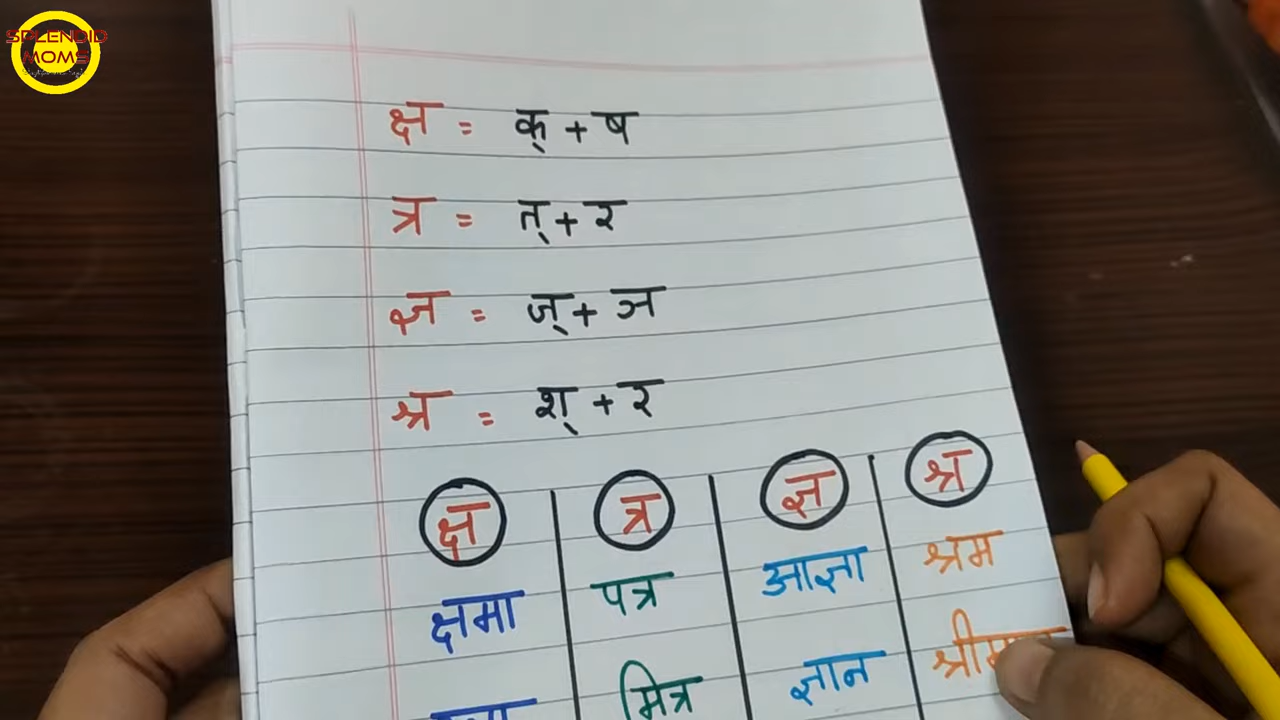 SPLENDID
MOMS
क्ष = क् + ष
त्र = त् + र
ज्ञ = ज् + ञ
श्र = श् + र
क्ष त्र ज्ञ श्र
क्षमा पत्र आज्ञा श्रम
मित्र ज्ञान